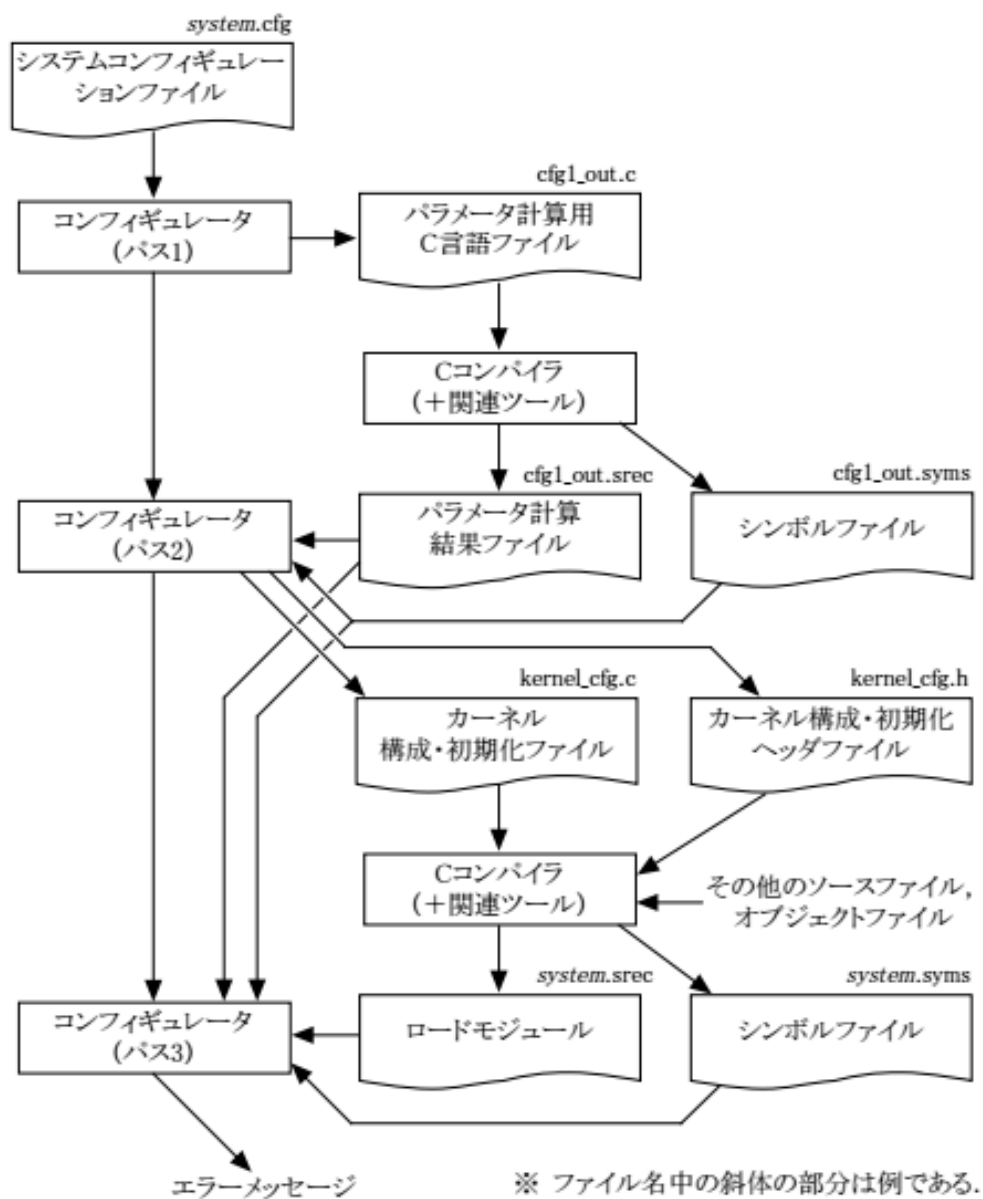 system.cfg
システムコンフィギュレー
ションファイル
cfg1_out.c
コンフィギュレータ
(パス1)
パラメータ計算用
C言語ファイル
Cコンパイラ
(+関連ツール)
cfg1_out.srec
cfg1_out.syms
コンフィギュレータ
(パス2)
パラメータ計算
結果ファイル
シンボルファイル
kernel_cfg.c
kernel_cfg.h
カーネル
構成・初期化ファイル
カーネル構成・初期化
ヘッダファイル
Cコンパイラ
(+関連ツール)
その他のソースファイル,
オブジェクトファイル
system.srec
system.syms
コンフィギュレータ
(パス3)
ロードモジュール
シンボルファイル
エラーメッセージ
※ ファイル名中の斜体の部分は例である.